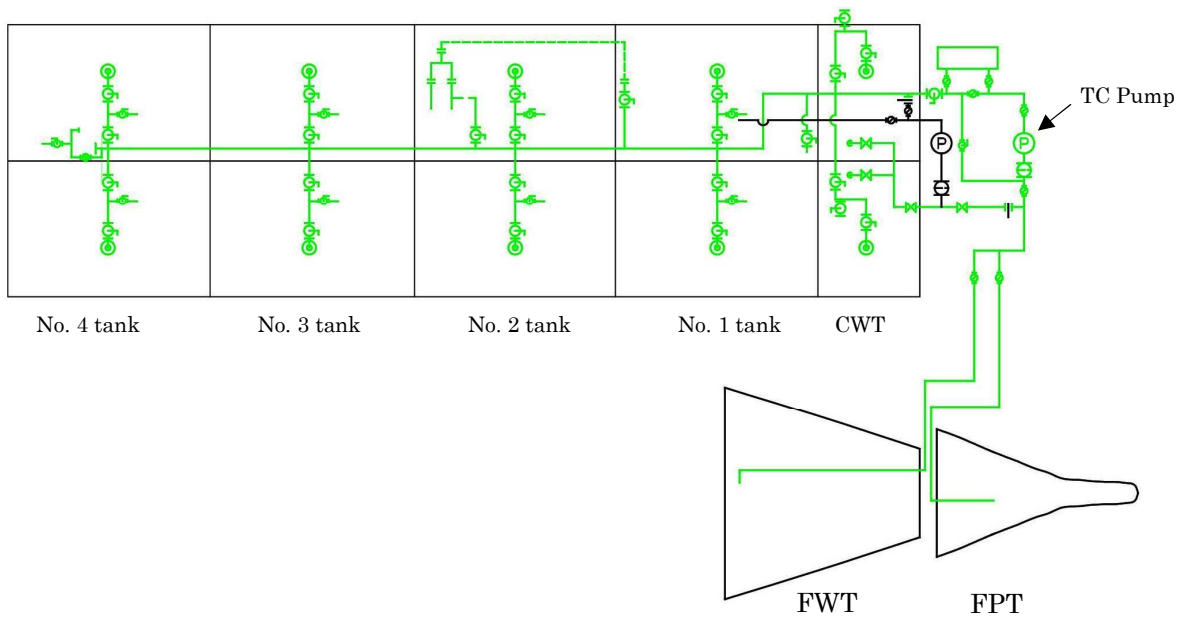 TC Pump
P
P
No. 4 tank
No. 3 tank
No. 2 tank
No. 1 tank
CWT
FWT
FPT